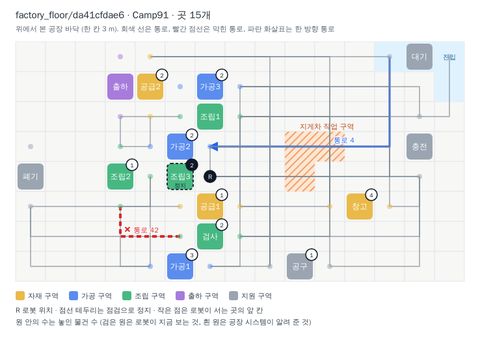 factory_floor/da41cfdae6 · Camp91 · 곳 15개
위에서 본 공장 바닥 (한 칸 3 m). 회색 선은 통로, 빨간 점선은 막힌 통로, 파란 화살표는 한 방향 통로
대기
2
2
출하
공급2
가공3
조립1
지게차 작업 구역
2
가공2
통로 4
충전
1
2
폐기
조립2
조립3
정지
R
1
4
공급1
창고
2
✕ 통로 42
검사
3
1
가공1
공구
자재 구역
가공 구역
조립 구역
출하 구역
지원 구역
R 로봇 위치 · 점선 테두리는 점검으로 정지 · 작은 점은 로봇이 서는 곳의 앞 칸
원 안의 수는 놓인 물건 수 (검은 원은 로봇이 지금 보는 것, 흰 원은 공장 시스템이 알려 준 것)